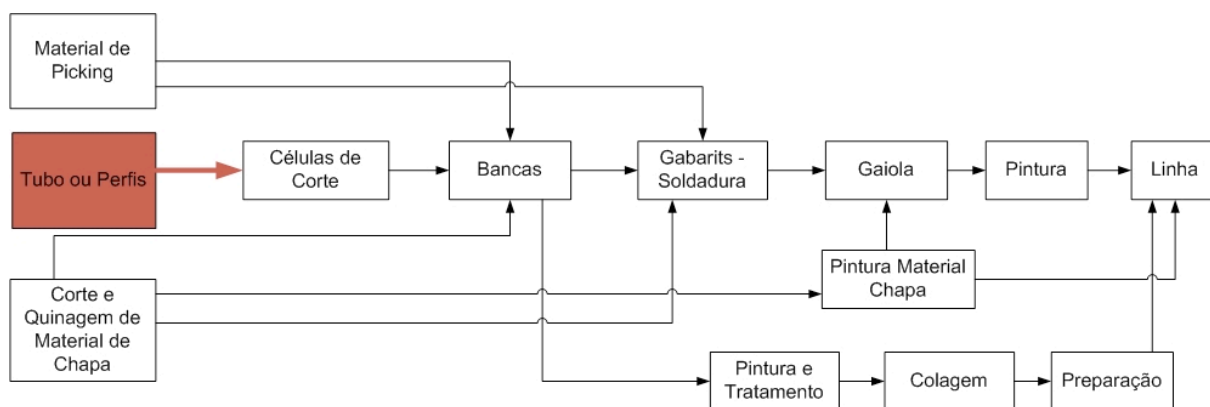 Material de
Picking
Tubo ou Perfis
Células de
Corte
Bancas
Gabarits -
Soldadura
Gaiola
Pintura
Linha
Corte e
Quinagem de
Material de
Chapa
Pintura Material
Chapa
Pintura e
Tratamento
Colagem
Preparação